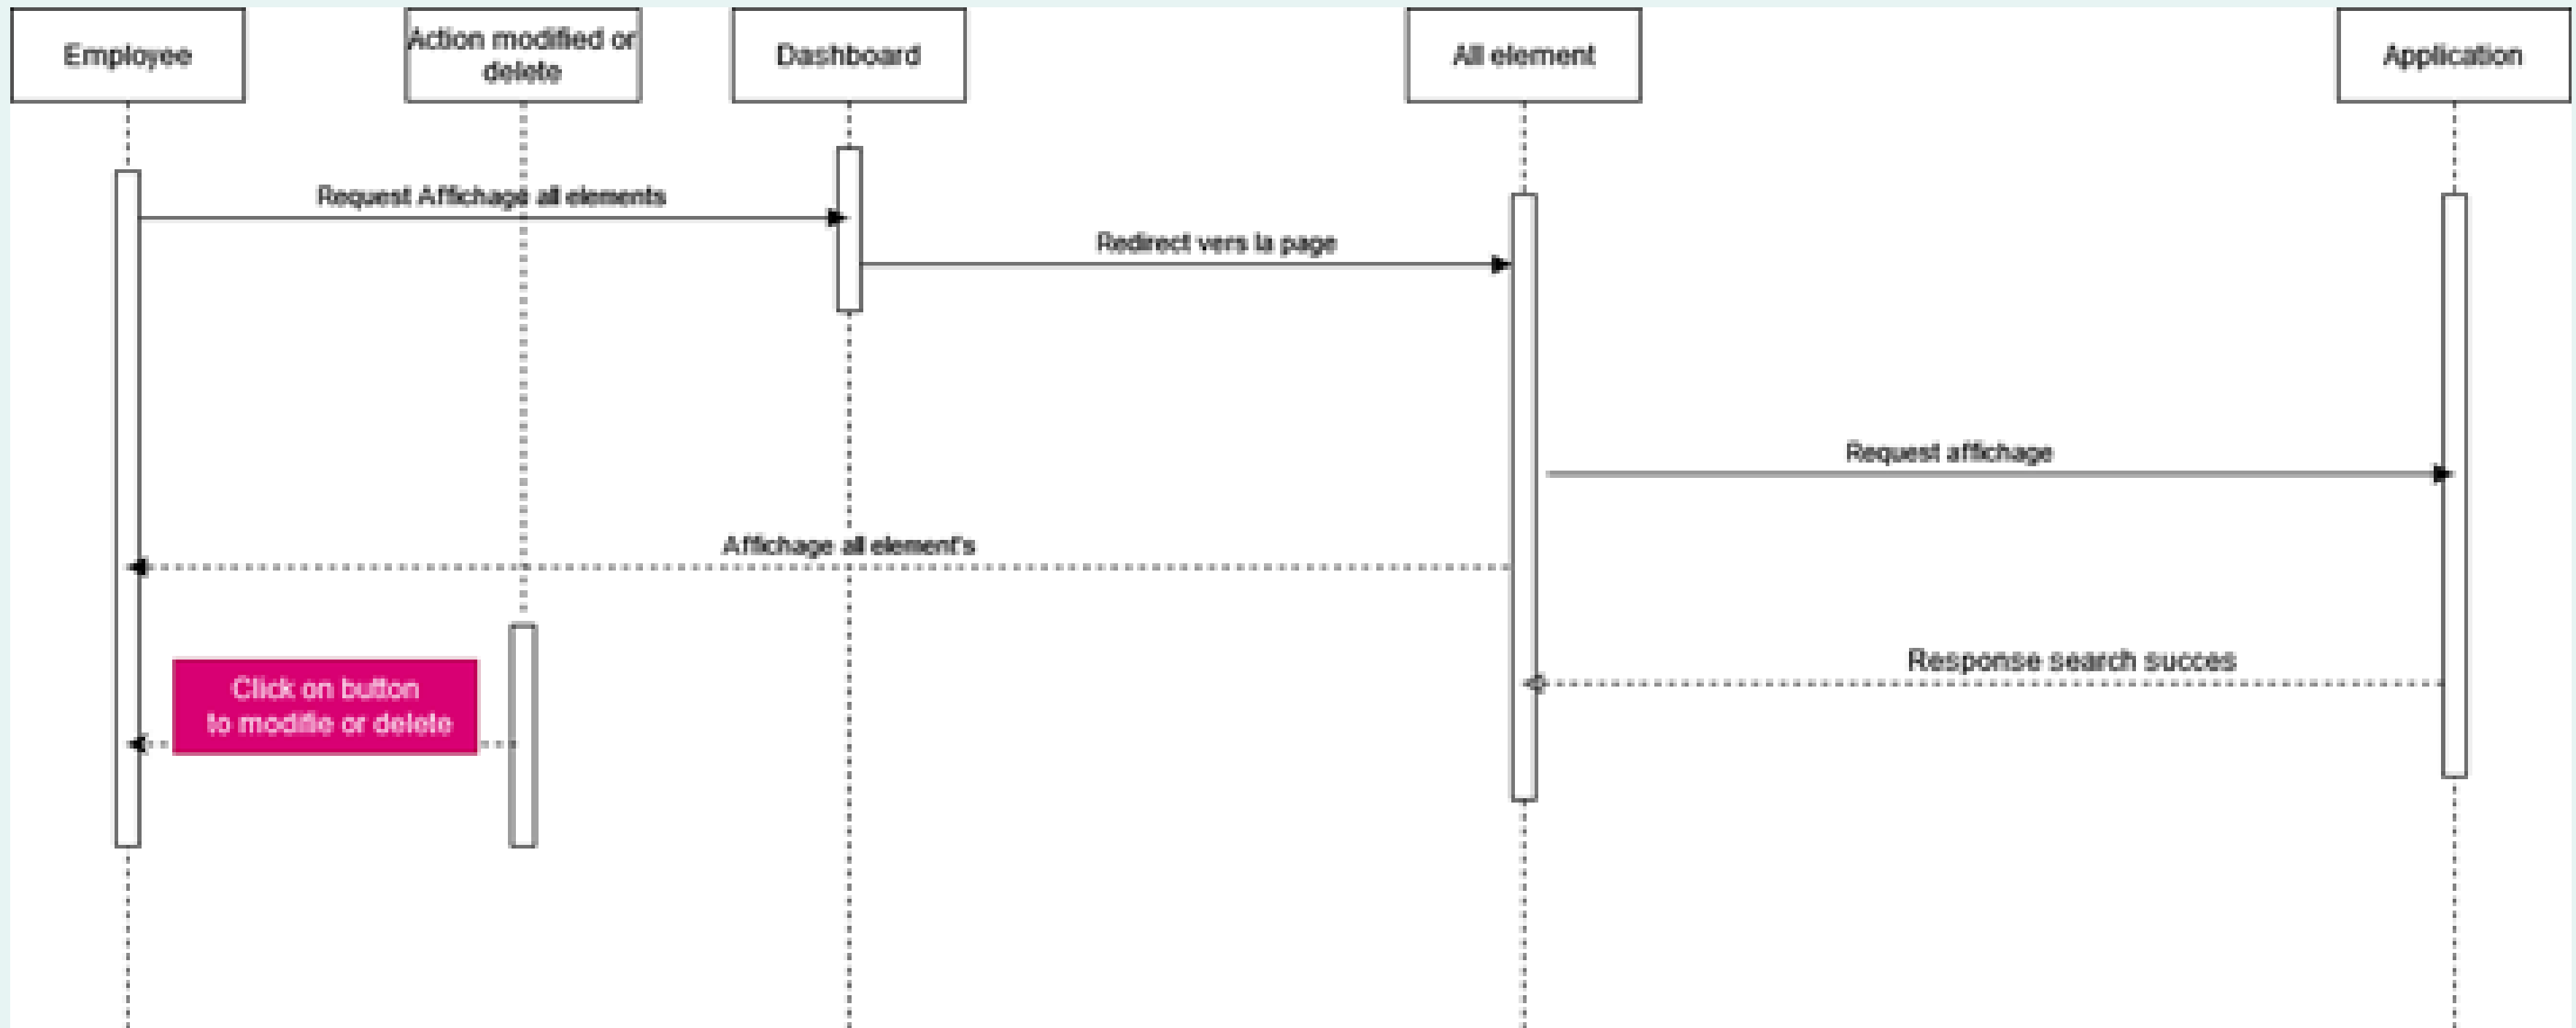 Employee
Action modified or
delete
Dashboard
All element
Application
Request Affichage all elements
Redirect vers la page
Request affichage
Affichage all element's
Response search succes
Click on button
to modifie or delete